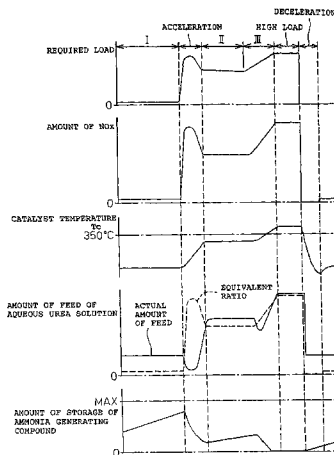 DECELERATION
ACCELERATION
HIGH LOAD
I
II
III
REQUIRED LOAD
0
AMOUNT OF NOx
0
CATALYST TEMPERATURE
Tc
350°C
AMOUNT OF FEED OF
AQUEOUS UREA SOLUTION
ACTUAL
AMOUNT
OF FEED
EQUIVALENT
RATIO
0
MAX
AMOUNT OF STORAGE OF
AMMONIA GENERATING
COMPOUND
0